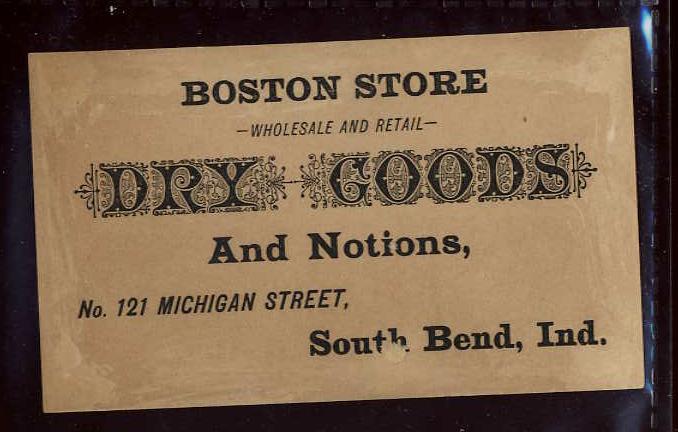 BOSTON STORE
—WHOLESALE AND RETAIL—
DRY GOODS
And Notions,
No. 121 MICHIGAN STREET,
South Bend, Ind.